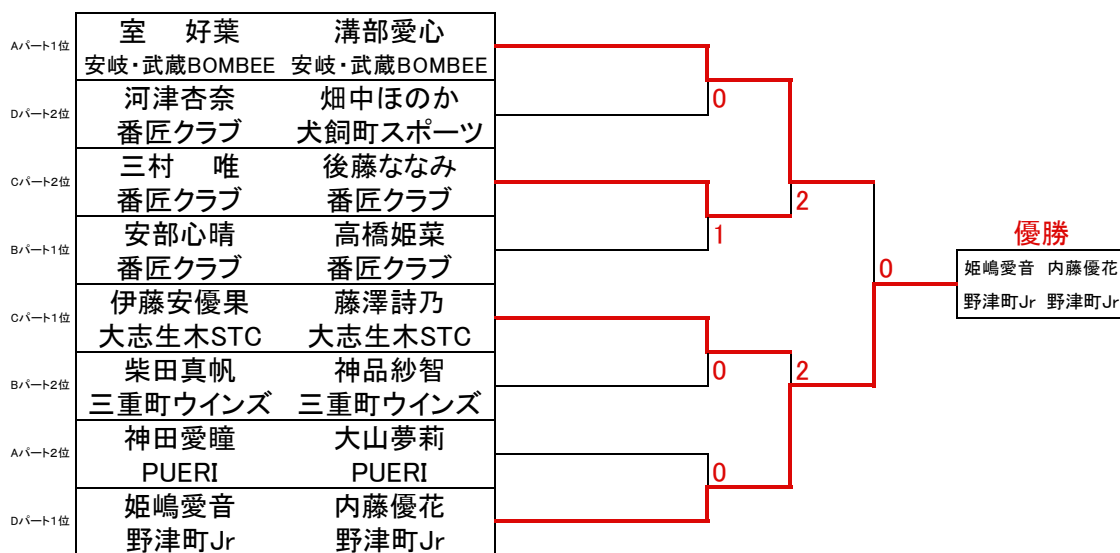 Aパート1位
室　好葉　溝部愛心
安岐・武蔵BOMBEE　安岐・武蔵BOMBEE
0
Dパート2位
河津杏奈　畑中ほのか
番匠クラブ　犬飼町スポーツ
2
Cパート2位
三村　唯　後藤ななみ
番匠クラブ　番匠クラブ
1
Bパート1位
安部心晴　高橋姫菜
番匠クラブ　番匠クラブ
0
優勝
姫嶋愛音　内藤優花
野津町Jr　野津町Jr
Cパート1位
伊藤安優果　藤澤詩乃
大志生木STC　大志生木STC
0
2
Bパート2位
柴田真帆　神品紗智
三重町ウインズ　三重町ウインズ
Aパート2位
神田愛瞳　大山夢莉
PUERI　PUERI
0
Dパート1位
姫嶋愛音　内藤優花
野津町Jr　野津町Jr